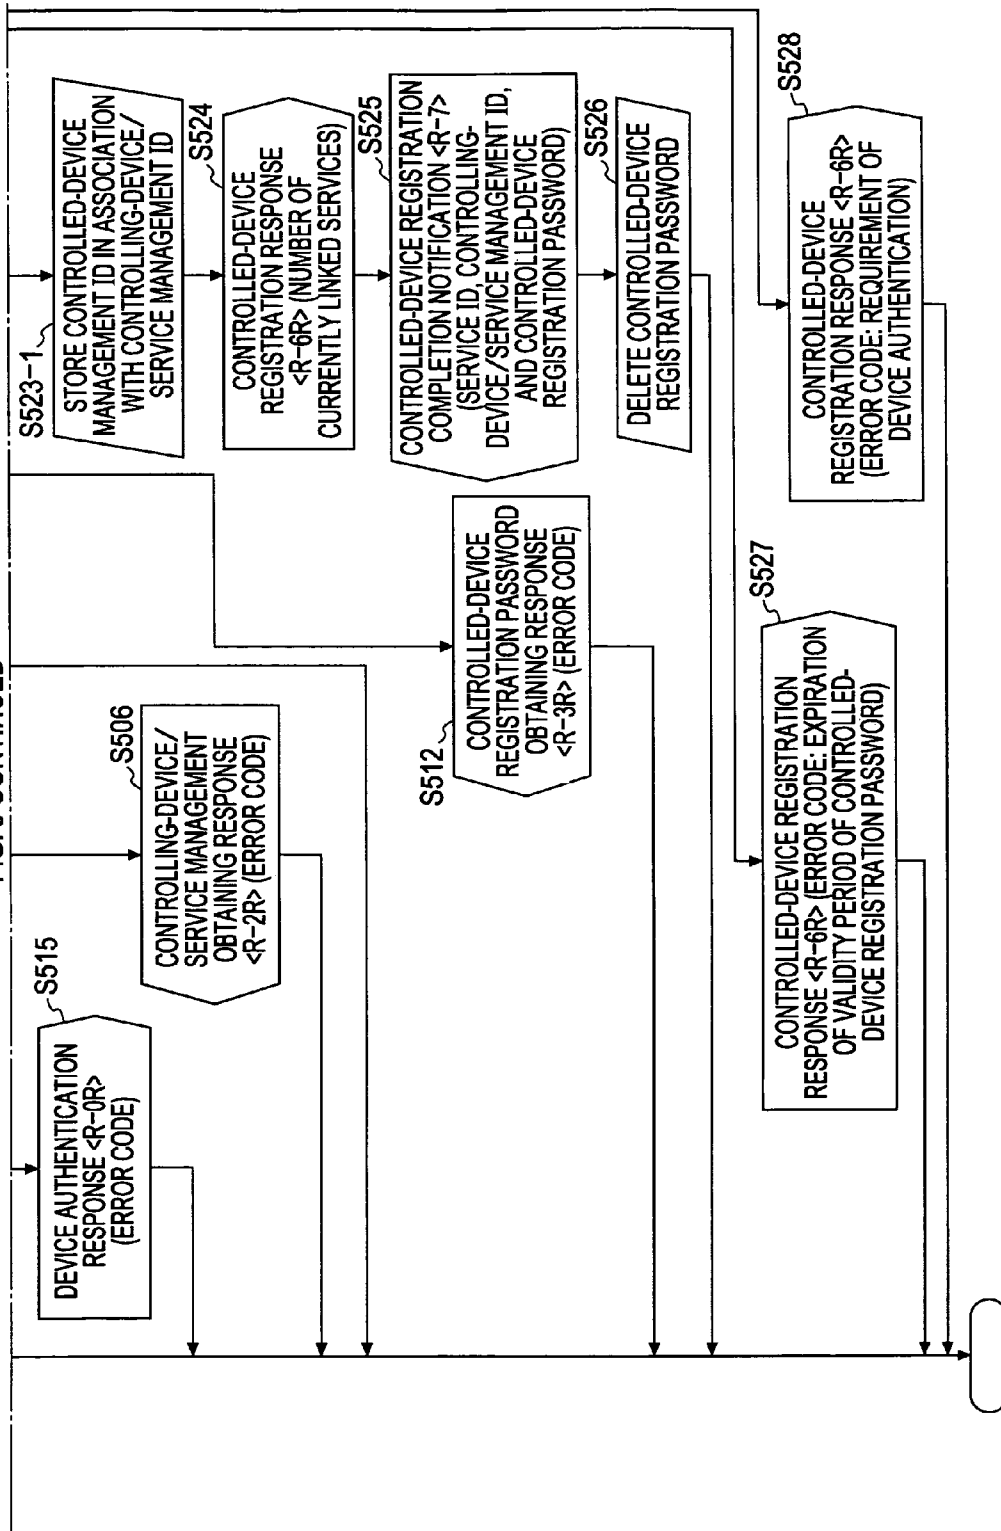 S515
DEVICE AUTHENTICATION
RESPONSE <R-0R>
(ERROR CODE)
S506
CONTROLLING-DEVICE/
SERVICE MANAGEMENT
OBTAINING RESPONSE
<R-2R> (ERROR CODE)
S512
CONTROLLED-DEVICE
REGISTRATION PASSWORD
OBTAINING RESPONSE
<R-3R> (ERROR CODE)
S523-1
STORE CONTROLLED-DEVICE
MANAGEMENT ID IN ASSOCIATION
WITH CONTROLLING-DEVICE/
SERVICE MANAGEMENT ID
S524
CONTROLLED-DEVICE
REGISTRATION RESPONSE
<R-6R> (NUMBER OF
CURRENTLY LINKED SERVICES)
S525
CONTROLLED-DEVICE REGISTRATION
COMPLETION NOTIFICATION <R-7>
(SERVICE ID, CONTROLLING-
DEVICE/SERVICE MANAGEMENT ID,
AND CONTROLLED-DEVICE
REGISTRATION PASSWORD)
S526
DELETE CONTROLLED-DEVICE
REGISTRATION PASSWORD
S527
CONTROLLED-DEVICE REGISTRATION
RESPONSE <R-6R> (ERROR CODE: EXPIRATION
OF VALIDITY PERIOD OF CONTROLLED-
DEVICE REGISTRATION PASSWORD)
S528
CONTROLLED-DEVICE
REGISTRATION RESPONSE <R-6R>
(ERROR CODE: REQUIREMENT OF
DEVICE AUTHENTICATION)